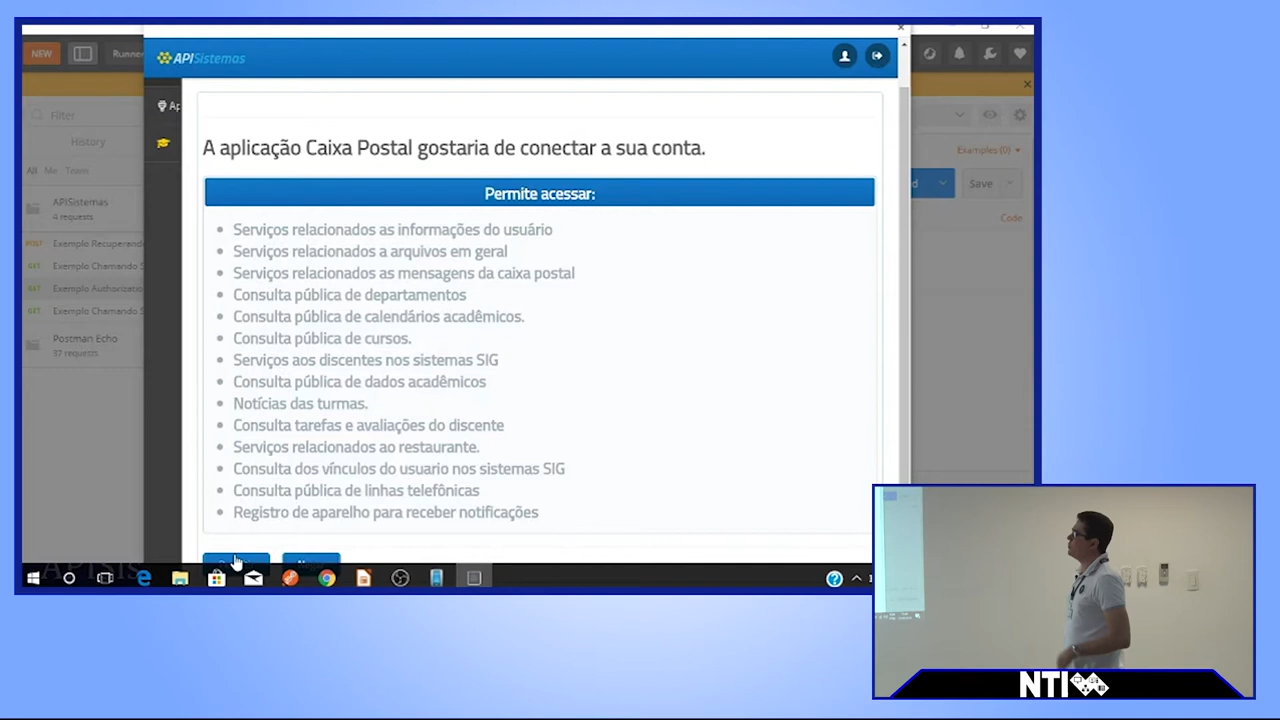 NEW
Runner
APISistemas
Filter
History
All Me Team
APISistemas
4 requests
POST Exemplo Recuperand
GET Exemplo Chamando S
GET Exemplo Authorizatio
GET Exemplo Chamando S
Postman Echo
37 requests
Ap
A aplicação Caixa Postal gostaria de conectar a sua conta.
Permite acessar:
Serviços relacionados as informações do usuário
Serviços relacionados a arquivos em geral
Serviços relacionados as mensagens da caixa postal
Consulta pública de departamentos
Consulta pública de calendários acadêmicos.
Consulta pública de cursos.
Serviços aos discentes nos sistemas SIG
Consulta pública de dados acadêmicos
Notícias das turmas.
Consulta tarefas e avaliações do discente
Serviços relacionados ao restaurante.
Consulta dos vínculos do usuario nos sistemas SIG
Consulta pública de linhas telefônicas
Registro de aparelho para receber notificações
Examples (0)
d
Save
Code
NTI